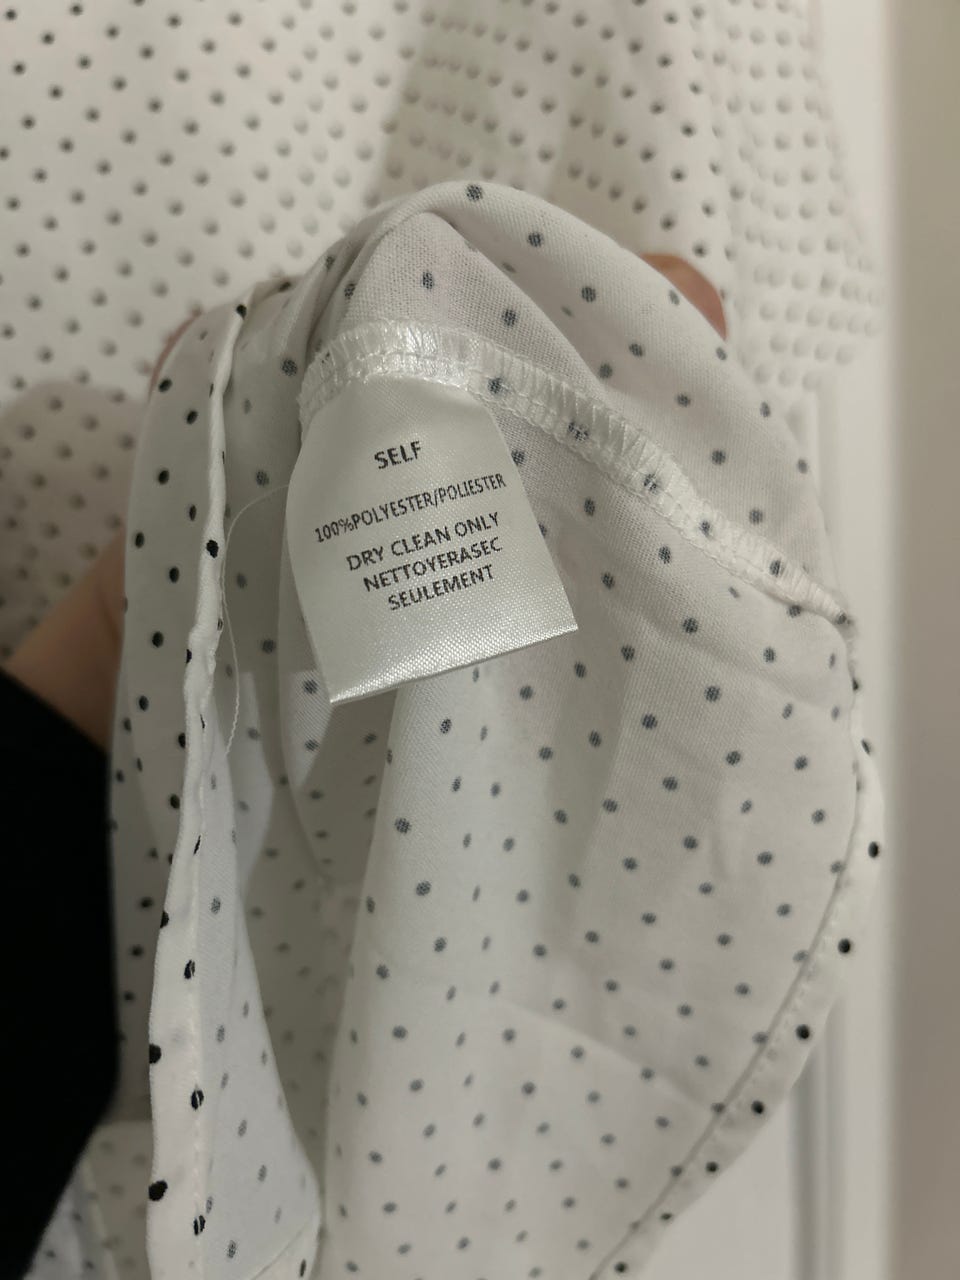 SELF
100%POLYESTER/POLIESTER
DRY CLEAN ONLY
NETTOYERASEC
SEULEMENT